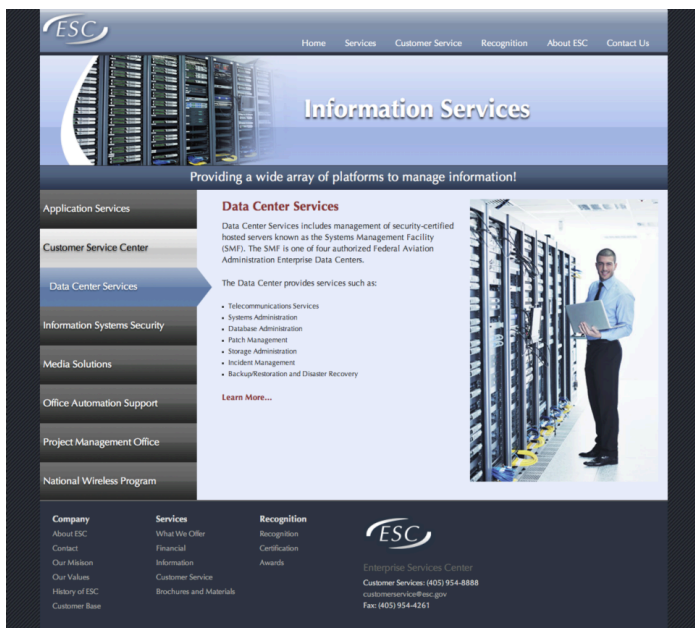 ESC
Home Services Customer Service Recognition About ESC Contact Us
Information Services
Providing a wide array of platforms to manage information!
Application Services
Customer Service Center
Data Center Services
Information Systems Security
Media Solutions
Office Automation Support
Project Management Office
National Wireless Program
Data Center Services
Data Center Services includes management of security-certified
hosted servers known as the Systems Management Facility
(SMF). The SMF is one of four authorized Federal Aviation
Administration Enterprise Data Centers.
The Data Center provides services such as:
• Telecommunications Services
• Systems Administration
• Database Administration
• Patch Management
• Storage Administration
• Incident Management
• Backup/Restoration and Disaster Recovery
Learn More...
Company
About ESC
Contact
Our Misison
Our Values
History of ESC
Customer Base
Services
What We Offer
Financial
Information
Customer Service
Brochures and Materials
Recognition
Recognition
Certification
Awards
ESC
Enterprise Services Center
Customer Services: (405) 954-8888
customerservice@esc.gov
Fax: (405) 954-4261